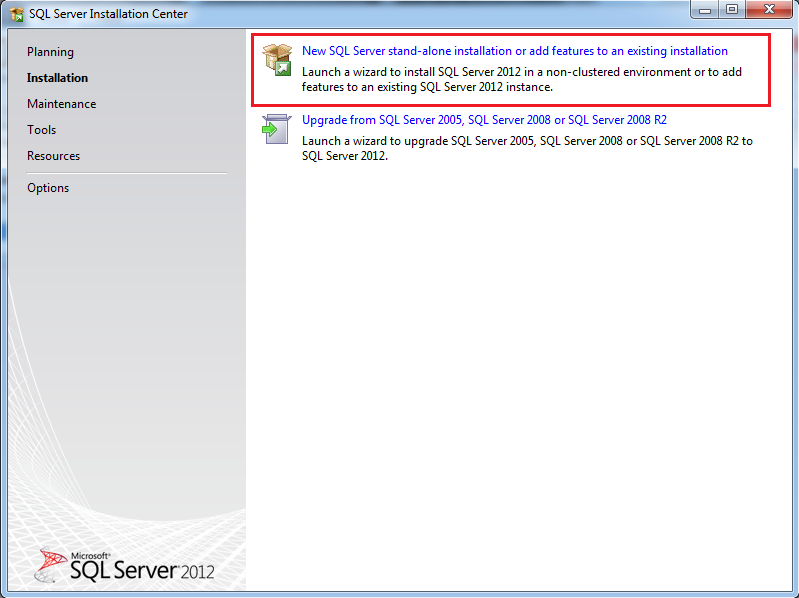 SQL Server Installation Center
Planning
Installation
Maintenance
Tools
Resources
Options
New SQL Server stand-alone installation or add features to an existing installation
Launch a wizard to install SQL Server 2012 in a non-clustered environment or to add
features to an existing SQL Server 2012 instance.
Upgrade from SQL Server 2005, SQL Server 2008 or SQL Server 2008 R2
Launch a wizard to upgrade SQL Server 2005, SQL Server 2008 or SQL Server 2008 R2 to
SQL Server 2012.
Microsoft®
SQL Server® 2012